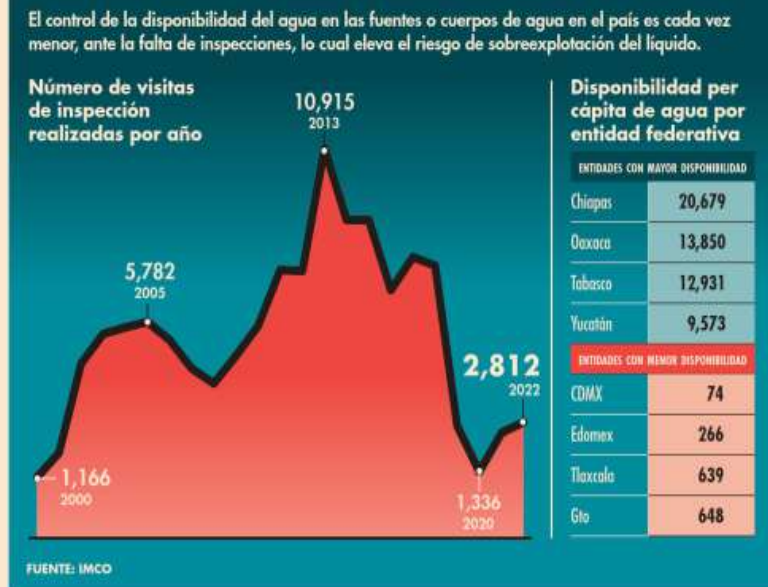 El control de la disponibilidad del agua en las fuentes o cuerpos de agua en el país es cada vez
menor, ante la falta de inspecciones, lo cual eleva el riesgo de sobreexplotación del líquido.
Número de visitas
de inspección
realizadas por año
10,915
2013
5,782
2005
2,812
2022
1,166
2000
1,336
2020
Disponibilidad per
cápita de agua por
entidad federativa
ENTIDADES CON MAYOR DISPONIBILIDAD
Chiapas 20,679
Oaxaca 13,850
Tabasco 12,931
Yucatán 9,573
ENTIDADES CON MENOR DISPONIBILIDAD
CDMX 74
Edomex 266
Tlaxcala 639
Gto 648
FUENTE: IMCO